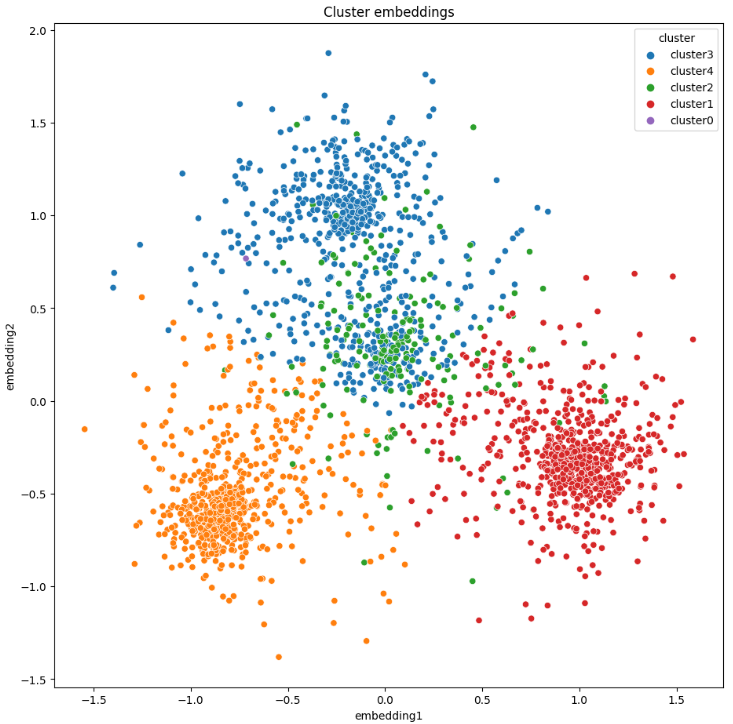 Cluster embeddings
cluster
cluster3
cluster4
cluster2
cluster1
cluster0
2.0
1.5
1.0
0.5
0.0
−0.5
−1.0
−1.5
embedding2
−1.5 −1.0 −0.5 0.0 0.5 1.0 1.5
embedding1